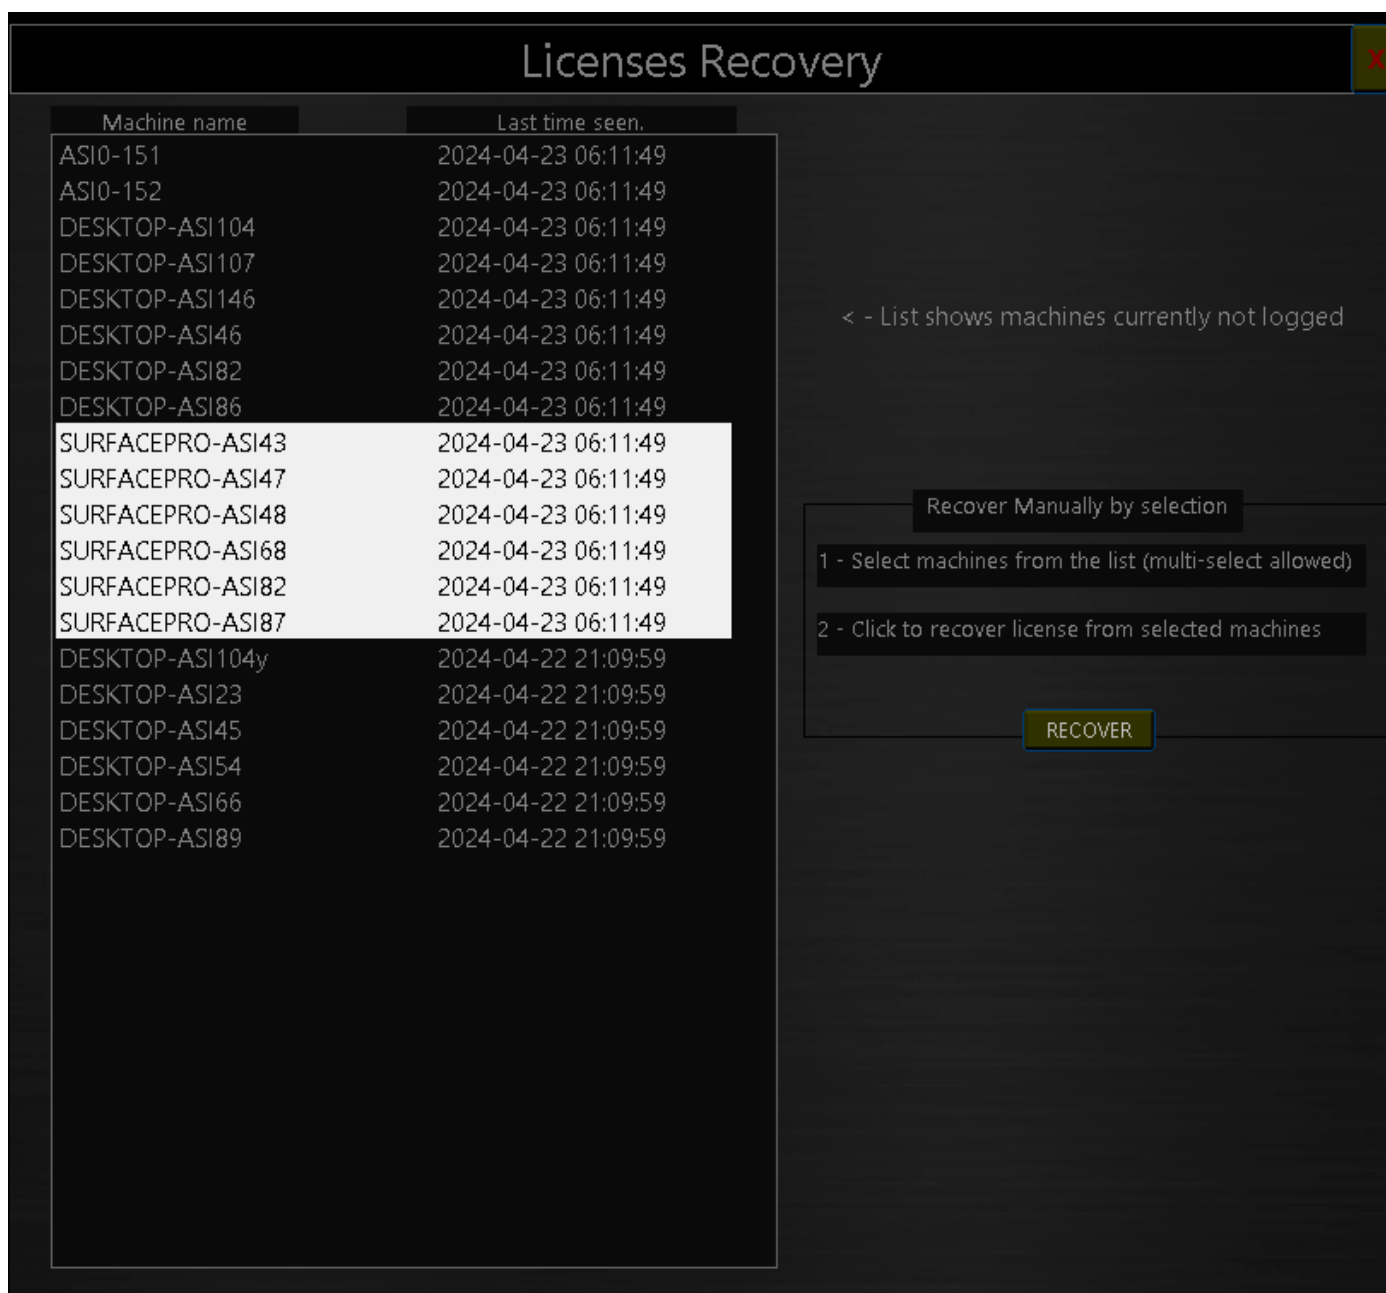 Licenses Recovery
X
Machine name Last time seen.
ASI0-151 2024-04-23 06:11:49
ASI0-152 2024-04-23 06:11:49
DESKTOP-ASI104 2024-04-23 06:11:49
DESKTOP-ASI107 2024-04-23 06:11:49
DESKTOP-ASI146 2024-04-23 06:11:49
DESKTOP-ASI46 2024-04-23 06:11:49
DESKTOP-ASI82 2024-04-23 06:11:49
DESKTOP-ASI86 2024-04-23 06:11:49
SURFACEPRO-ASI43 2024-04-23 06:11:49
SURFACEPRO-ASI47 2024-04-23 06:11:49
SURFACEPRO-ASI48 2024-04-23 06:11:49
SURFACEPRO-ASI68 2024-04-23 06:11:49
SURFACEPRO-ASI82 2024-04-23 06:11:49
SURFACEPRO-ASI87 2024-04-23 06:11:49
DESKTOP-ASI104y 2024-04-22 21:09:59
DESKTOP-ASI23 2024-04-22 21:09:59
DESKTOP-ASI45 2024-04-22 21:09:59
DESKTOP-ASI54 2024-04-22 21:09:59
DESKTOP-ASI66 2024-04-22 21:09:59
DESKTOP-ASI89 2024-04-22 21:09:59
< - List shows machines currently not logged
Recover Manually by selection
1 - Select machines from the list (multi-select allowed)
2 - Click to recover license from selected machines
RECOVER